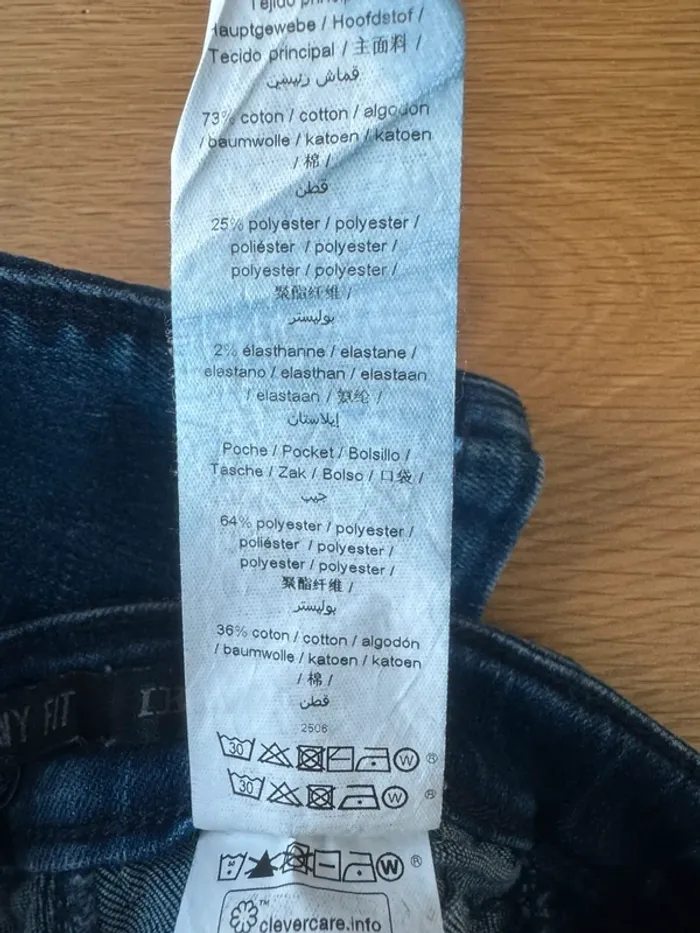 Hauptgewebe / Hoofdstof /
Tecido principal / 主面料 /
قماش رئيسي
73% coton / cotton / algodón
/ baumwolle / katoen / katoen
/ 棉 /
قطن
25% polyester / polyester /
poliéster / polyester /
polyester / polyester /
聚酯纤维 /
بوليستر
2% élasthanne / elastane /
elastano / elasthan / elastaan
/ elastaan / 氨纶 /
إيلاستان
Poche / Pocket / Bolsillo /
Tasche / Zak / Bolso / 口袋 /
جيب
64% polyester / polyester /
poliéster / polyester /
polyester / polyester /
聚酯纤维 /
بوليستر
36% coton / cotton / algodón
/ baumwolle / katoen / katoen
/ 棉 /
قطن
2506
30 W ®
30 W ®
W ®
TM
clevercare.info
NY FIT